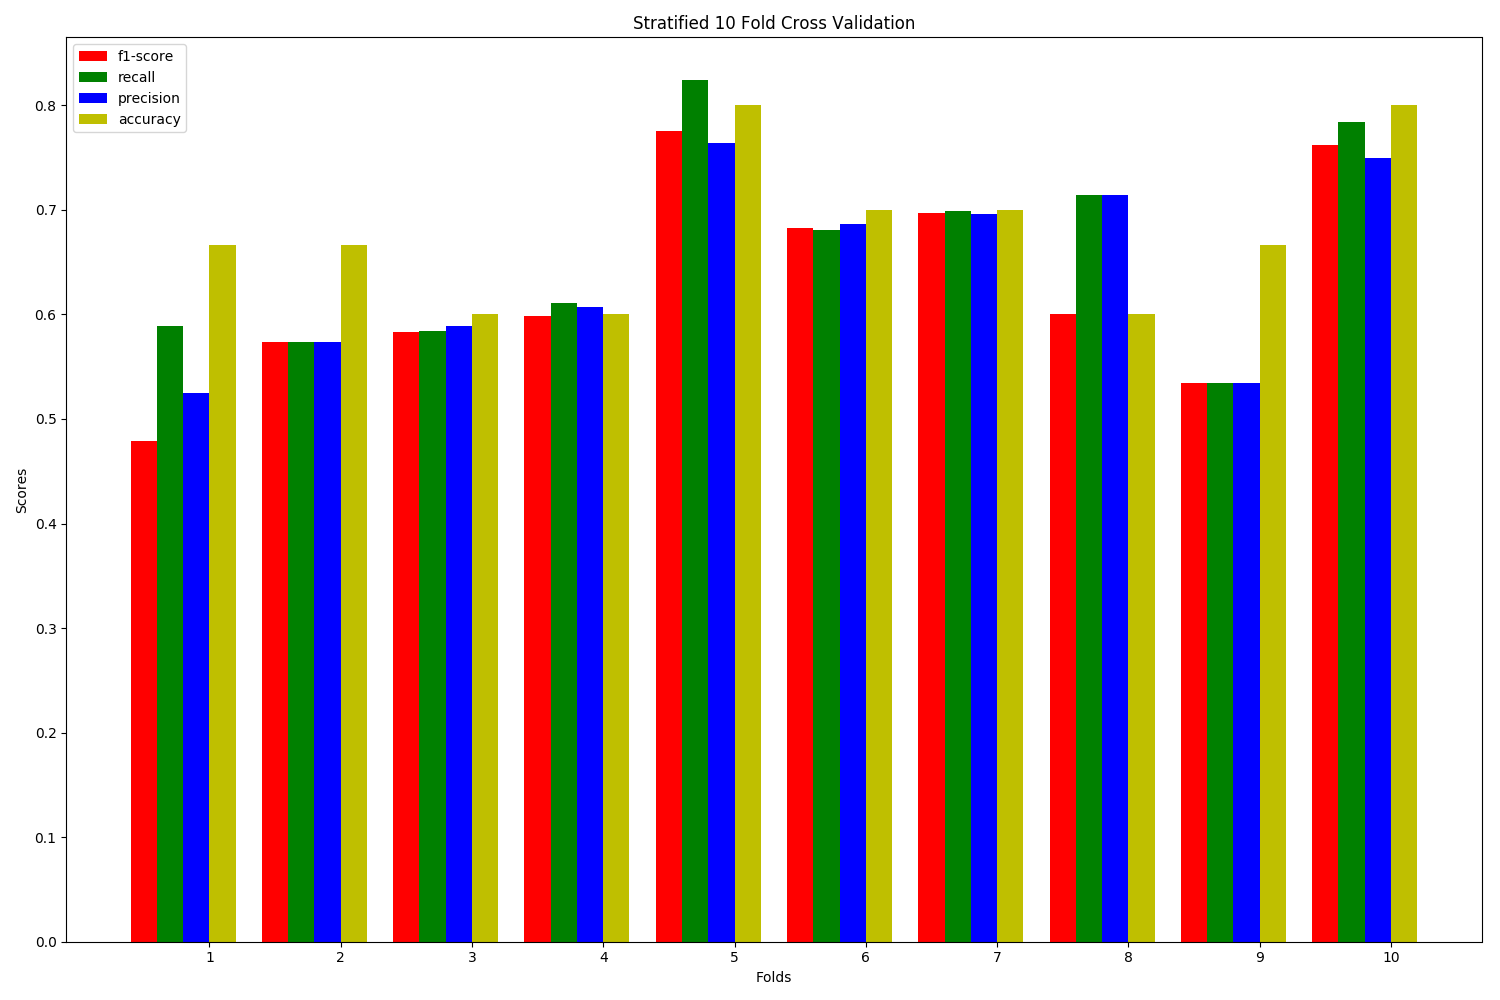 Stratified 10 Fold Cross Validation
f1-score
recall
precision
accuracy
0.8
0.7
0.6
0.5
0.4
0.3
0.2
0.1
0.0
Scores
1 2 3 4 5 6 7 8 9 10
Folds